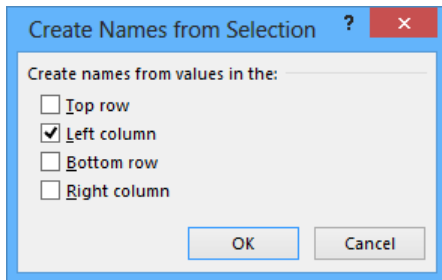 Create Names from Selection ?
Create names from values in the:
Top row
Left column
Bottom row
Right column
OK Cancel